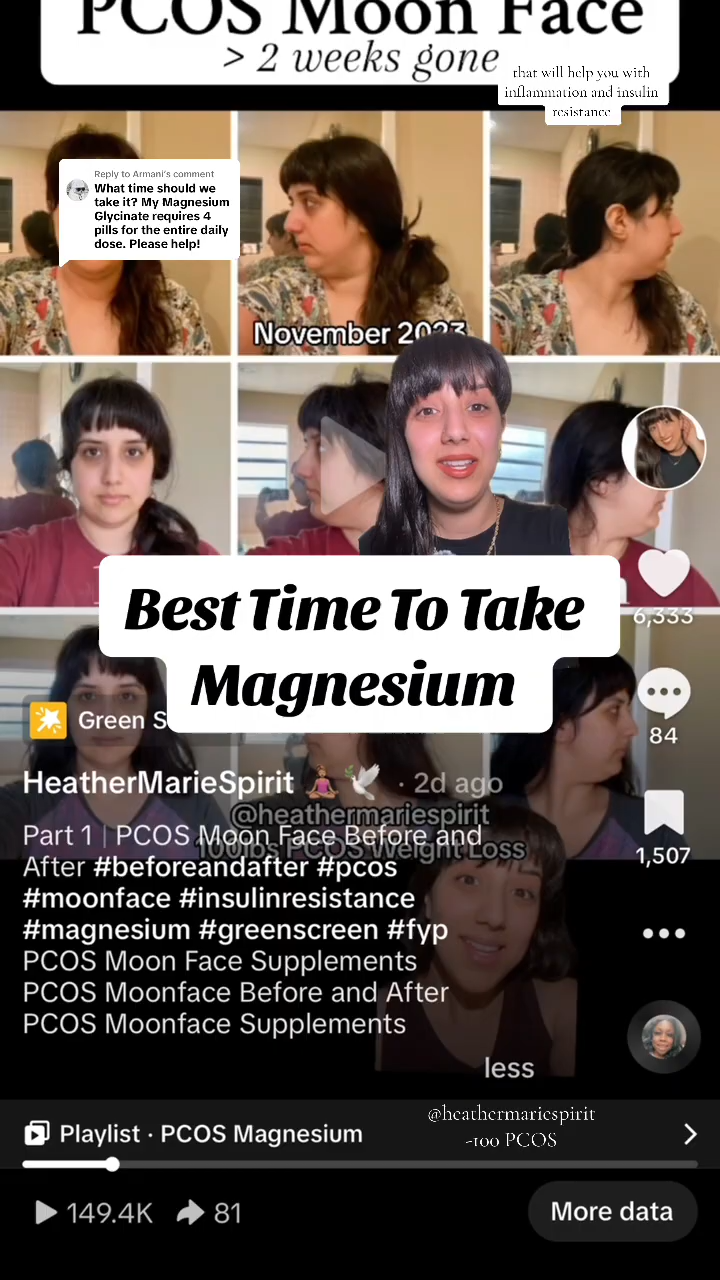 PCOS Moon Face
> 2 weeks gone
that will help you with
inflammation and insulin
resistance
Reply to Armani's comment
What time should we
take it? My Magnesium
Glycinate requires 4
pills for the entire daily
dose. Please help!
November 2023
6,333
Best Time To Take
Magnesium
Green S
84
HeatherMarieSpirit 🧘🏽‍♀️ 🕊️ · 2d ago
@heathermariespirit
100lbs PCOS Weight Loss
Part 1 | PCOS Moon Face Before and
After #beforeandafter #pcos
#moonface #insulinresistance
#magnesium #greenscreen #fyp
PCOS Moon Face Supplements
PCOS Moonface Before and After
PCOS Moonface Supplements
1,507
less
@heathermariespirit
-100 PCOS
Playlist · PCOS Magnesium
149.4K
81
More data